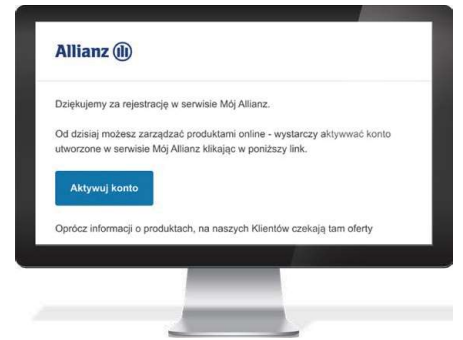 Allianz
Dziękujemy za rejestrację w serwisie Mój Allianz.
Od dzisiaj możesz zarządzać produktami online - wystarczy aktywwać konto
utworzone w serwisie Mój Allianz klikając w poniższy link.
Aktywuj konto
Oprócz informacji o produktach, na naszych Klientów czekają tam oferty